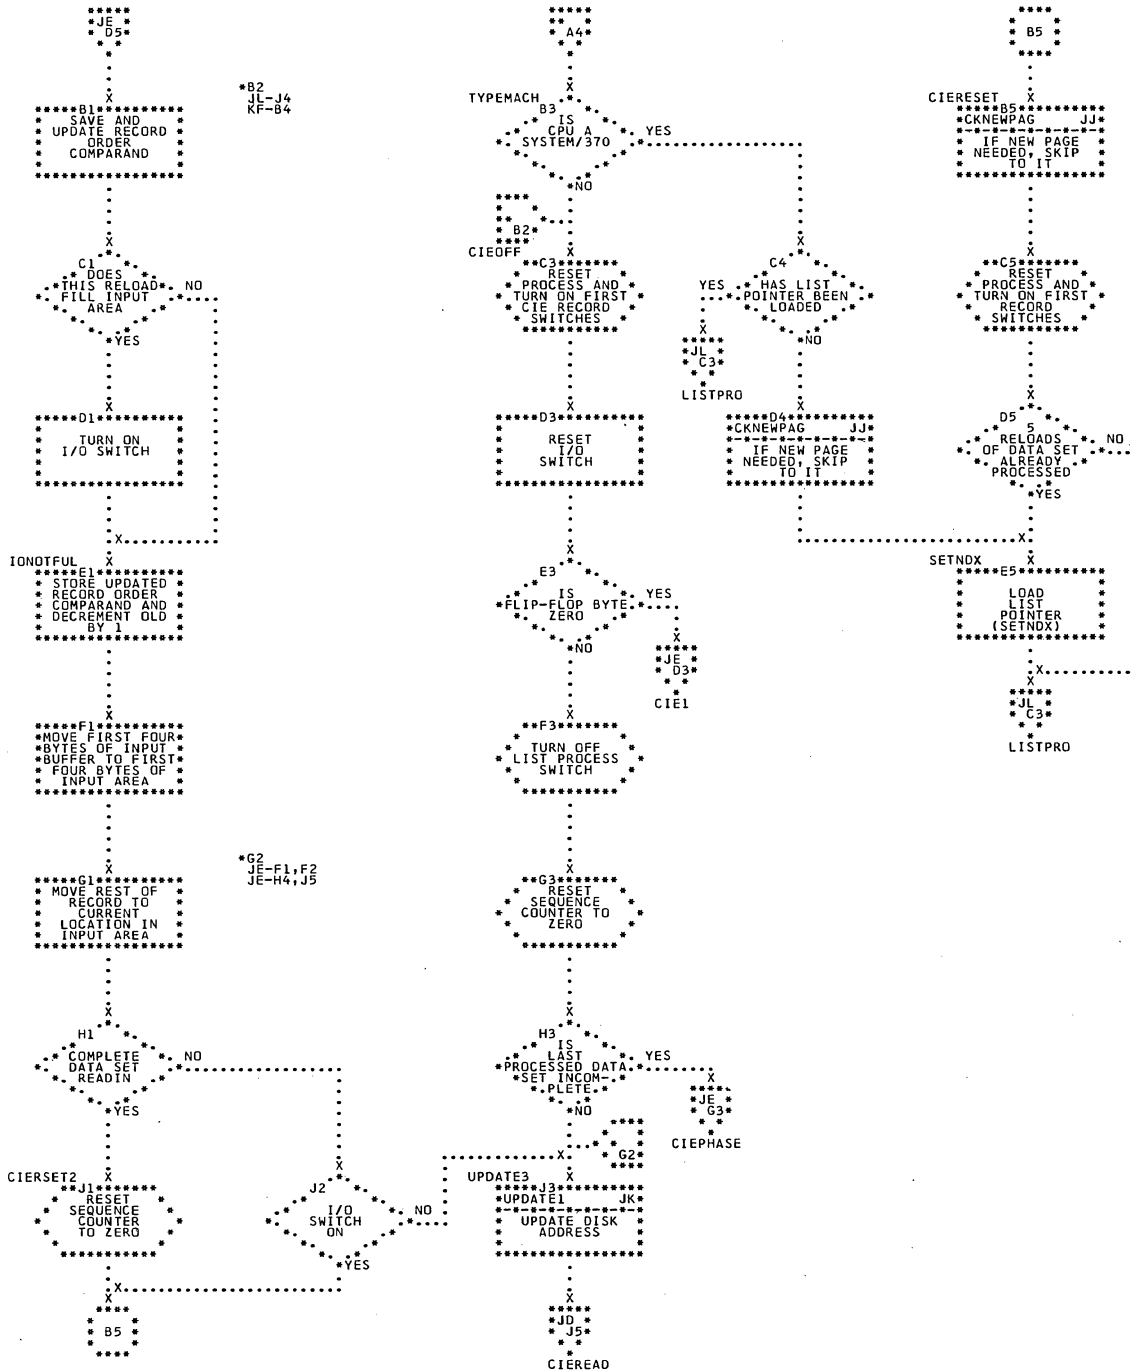 JE
D5
B1
SAVE AND
UPDATE RECORD
ORDER
COMPARAND
*B2
JL-J4
KF-B4
C1
DOES
THIS RELOAD
FILL INPUT
AREA
NO
YES
D1
TURN ON
I/O SWITCH
IONOTFUL
E1
STORE UPDATED
RECORD ORDER
COMPARAND AND
DECREMENT OLD
BY 1
F1
MOVE FIRST FOUR
BYTES OF INPUT
BUFFER TO FIRST
FOUR BYTES OF
INPUT AREA
*G2
JE-F1,F2
JE-H4,J5
G1
MOVE REST OF
RECORD TO
CURRENT
LOCATION IN
INPUT AREA
H1
COMPLETE
DATA SET
READIN
NO
YES
CIERSET2
J1
RESET
SEQUENCE
COUNTER
TO ZERO
J2
I/O
SWITCH
ON
NO
YES
B5
A4
TYPEMACH
B3
IS
CPU A
SYSTEM/370
YES
NO
B2
CIEOFF
C3
RESET
PROCESS AND
TURN ON FIRST
CIE RECORD
SWITCHES
C4
HAS LIST
POINTER BEEN
LOADED
YES
NO
JL
C3
LISTPRO
D3
RESET
I/O
SWITCH
D4
CKNEWPAG JJ
IF NEW PAGE
NEEDED, SKIP
TO IT
E3
IS
FLIP-FLOP BYTE
ZERO
YES
NO
JE
D3
CIE1
F3
TURN OFF
LIST PROCESS
SWITCH
G3
RESET
SEQUENCE
COUNTER TO
ZERO
H3
IS
LAST
PROCESSED DATA
SET INCOM-
PLETE
YES
NO
JE
G3
CIEPHASE
G2
UPDATE3
J3
UPDATE1 JK
UPDATE DISK
ADDRESS
JD
J5
CIEREAD
B5
CIERESET
B5
CKNEWPAG JJ
IF NEW PAGE
NEEDED, SKIP
TO IT
C5
RESET
PROCESS AND
TURN ON FIRST
RECORD
SWITCHES
D5
5
RELOADS
OF DATA SET
ALREADY
PROCESSED
NO
YES
SETNDX
E5
LOAD
LIST
POINTER
(SETNDX)
JL
C3
LISTPRO